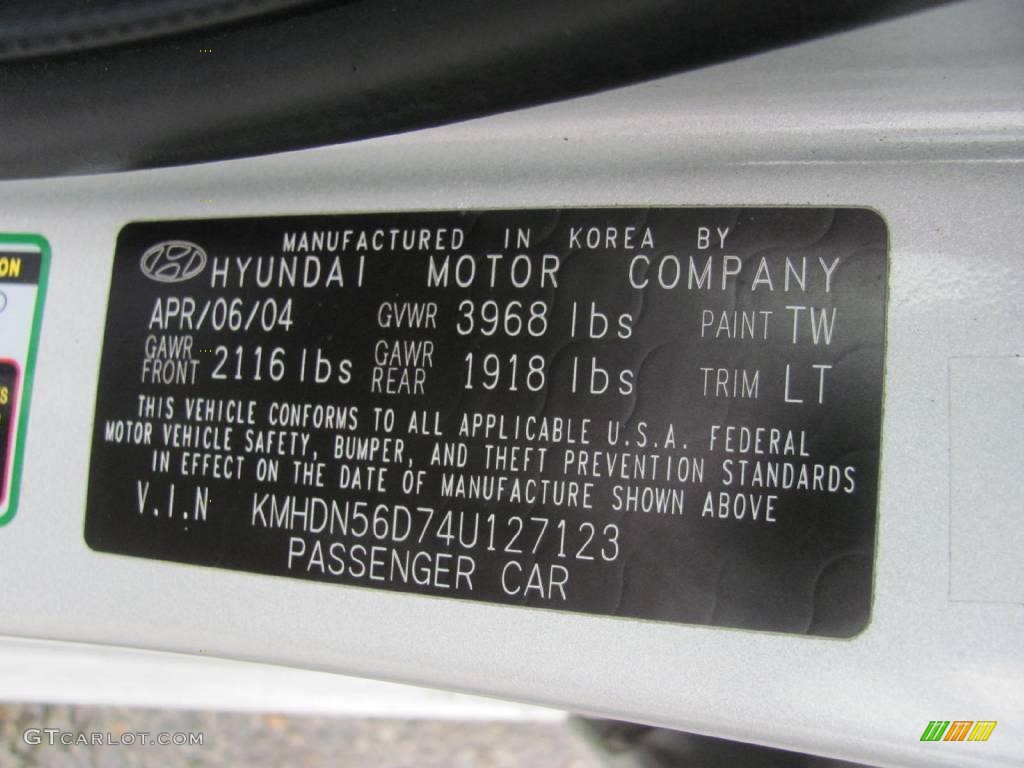 MANUFACTURED IN KOREA BY
HYUNDAI MOTOR COMPANY
APR/06/04 GVWR 3968 lbs PAINT TW
GAWR FRONT 2116 lbs GAWR REAR 1918 lbs TRIM LT
THIS VEHICLE CONFORMS TO ALL APPLICABLE U.S.A. FEDERAL
MOTOR VEHICLE SAFETY, BUMPER, AND THEFT PREVENTION STANDARDS
IN EFFECT ON THE DATE OF MANUFACTURE SHOWN ABOVE
V.I.N KMHDN56D74U127123
PASSENGER CAR
GTCARLOT.COM